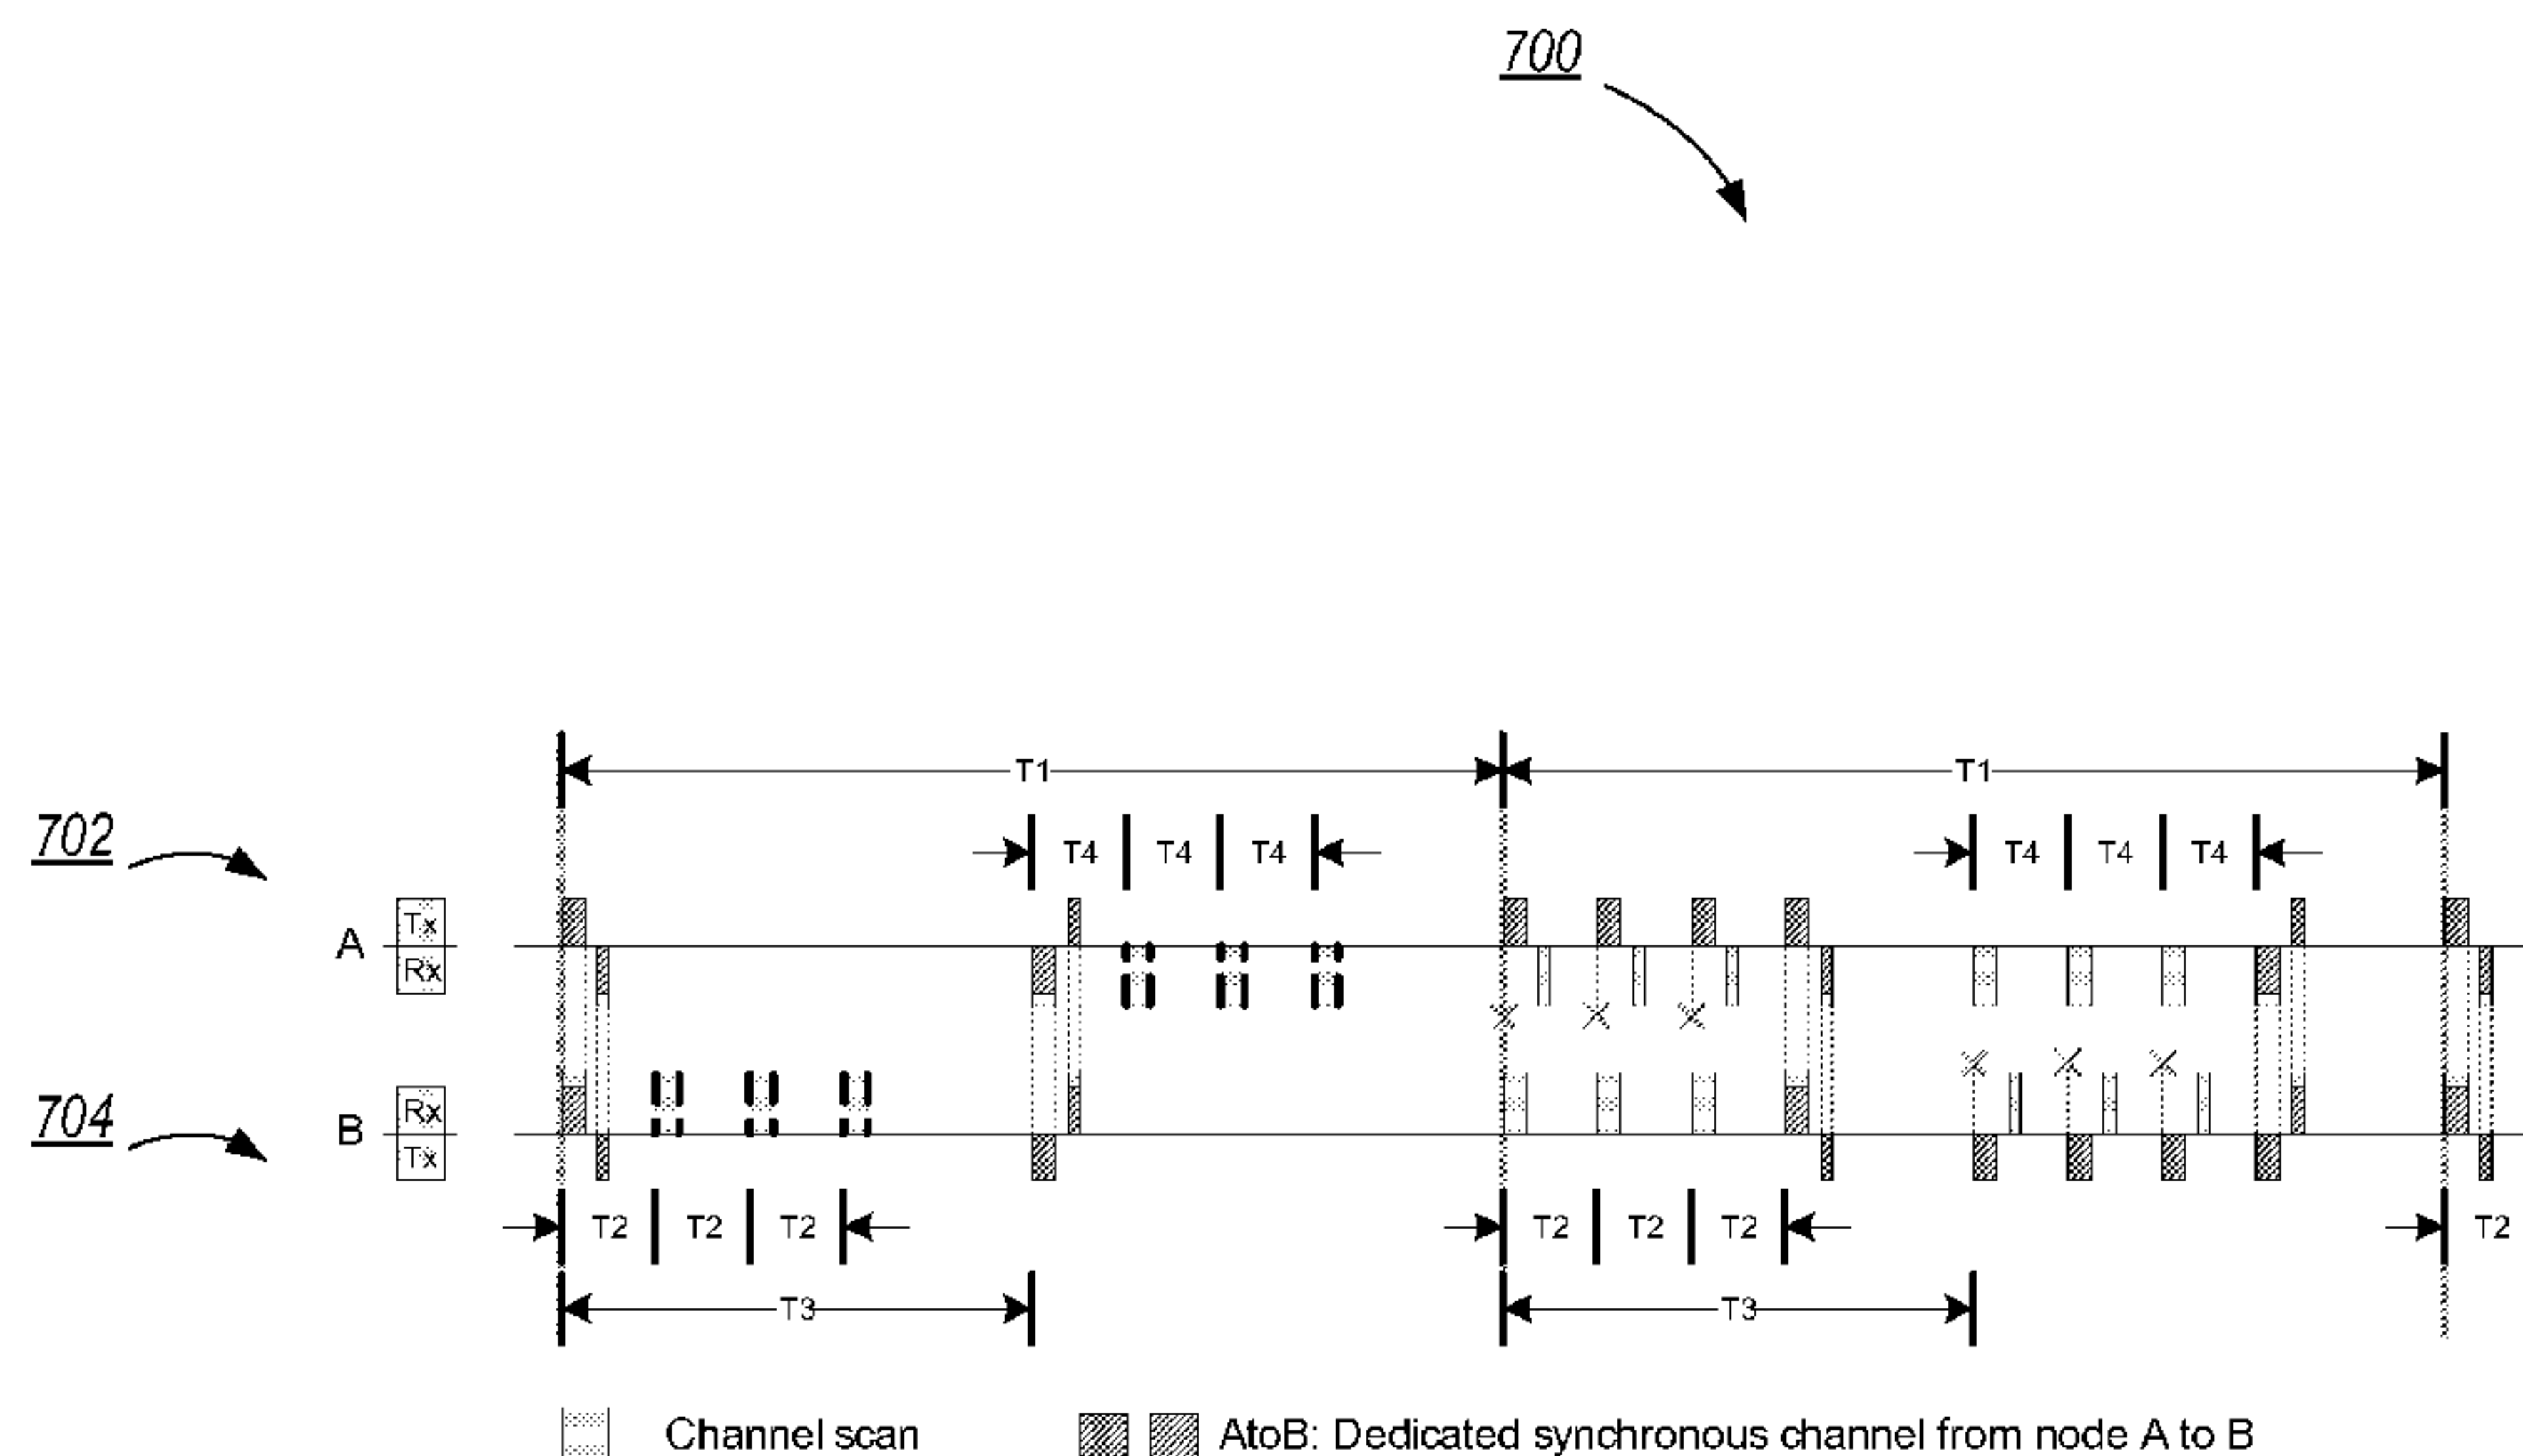 700
T1 T1
702
T4 T4 T4 T4 T4 T4
A Tx
Rx
704
B Rx
Tx
T2 T2 T2 T2 T2 T2 T2
T3 T3
Channel scan AtoB: Dedicated synchronous channel from node A to B